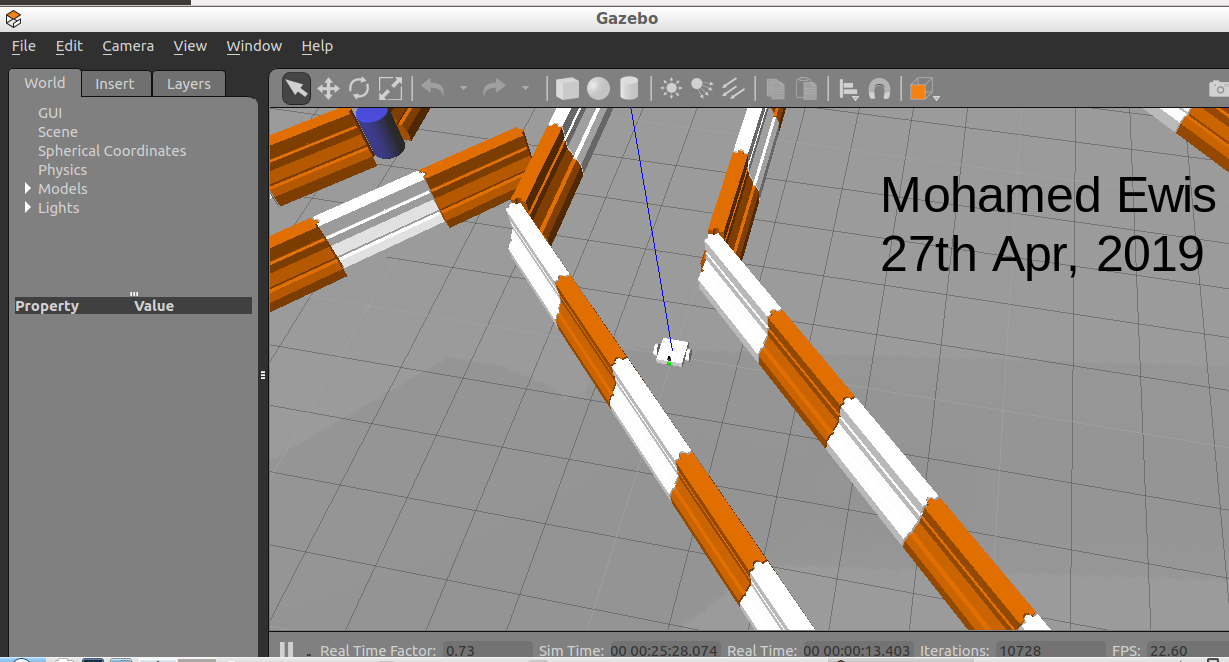 Gazebo
File Edit Camera View Window Help
World Insert Layers
GUI
Scene
Spherical Coordinates
Physics
Models
Lights
Property Value
Mohamed Ewis
27th Apr, 2019
Real Time Factor: 0.73 Sim Time: 00 00:25:28.074 Real Time: 00 00:00:13.403 Iterations: 10728 FPS: 22.60